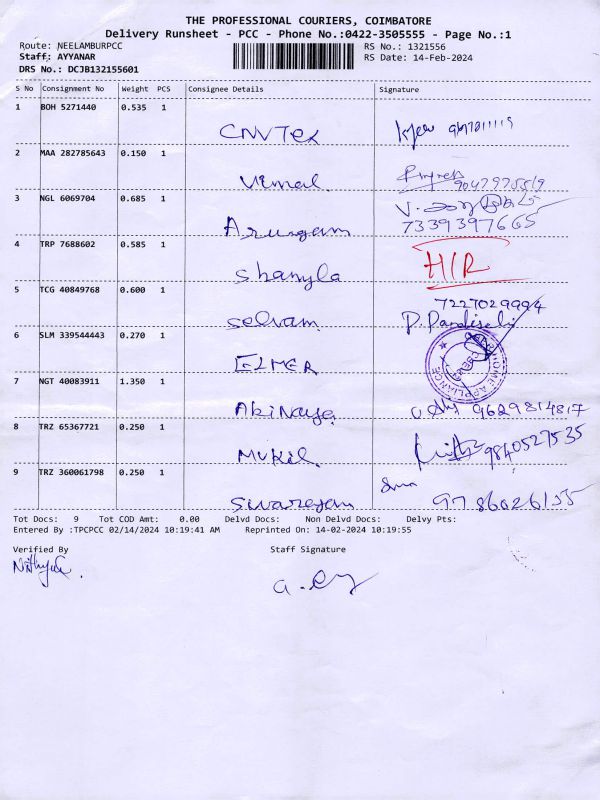 THE PROFESSIONAL COURIERS, COIMBATORE
Delivery Runsheet - PCC - Phone No.:0422-3505555 - Page No.:1
Route: NEELAMBURPCC RS No.: 1321556
Staff: AYYANAR RS Date: 14-Feb-2024
DRS No.: DCJB132155601
S No Consignment No Weight PCS Consignee Details Signature
1 BOH 5271440 0.535 1
CNVTex
2 MAA 282785643 0.150 1
Vimal
3 NGL 6069704 0.685 1
Arumgam 7339397665
4 TRP 7688602 0.585 1 H/R
Shamyla
5 TCG 40849768 0.600 1 7227029994
Selvam P. Pandiselvi
6 SLM 339544443 0.270 1
ELMER HOME APPLIANCE
7 NGT 40083911 1.350 1
Abinaya 9629814817
8 TRZ 65367721 0.250 1
Mukil 9840527535
9 TRZ 360061798 0.250 1
Sivareyam
Tot Docs: 9 Tot COD Amt: 0.00 Delvd Docs: Non Delvd Docs: Delvy Pts:
Entered By :TPCPCC 02/14/2024 10:19:41 AM Reprinted On: 14-02-2024 10:19:55
Verified By Staff Signature